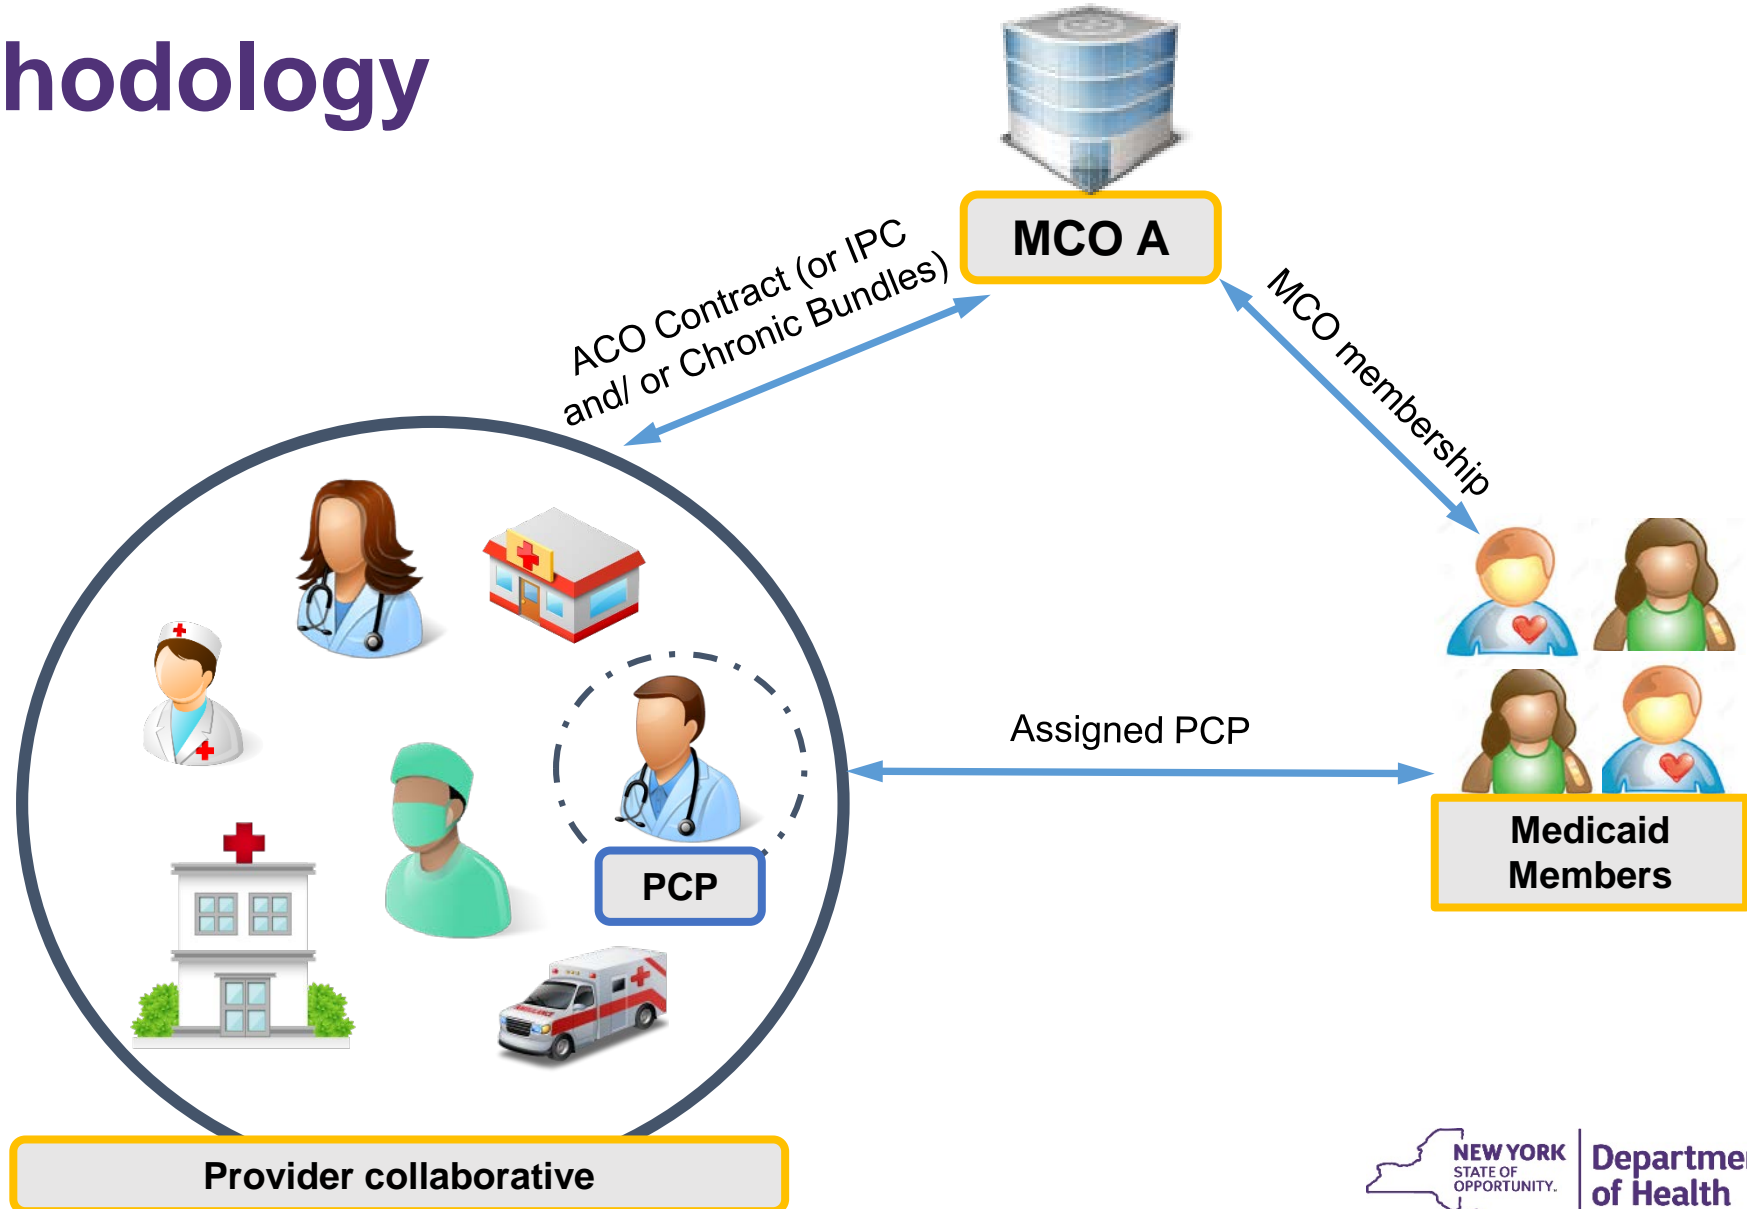 hodology
MCO A
ACO Contract (or IPC
and/ or Chronic Bundles)
MCO membership
Assigned PCP
PCP
Medicaid
Members
Provider collaborative
NEW YORK
STATE OF
OPPORTUNITY.
Departme
of Health